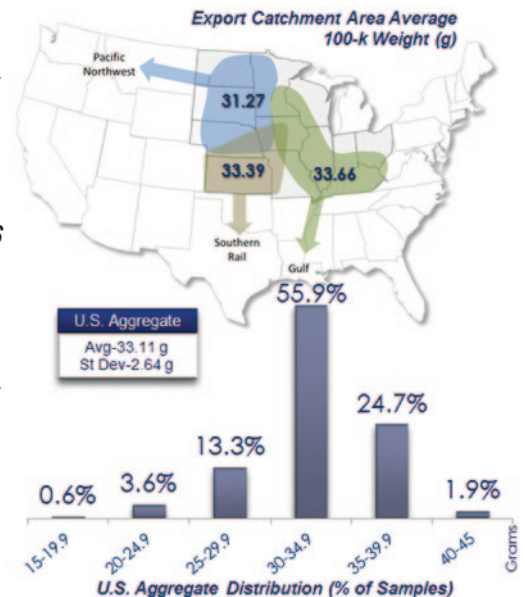 Export Catchment Area Average
100-k Weight (g)
Pacific
Northwest
31.27
33.39
33.66
Southern
Rail
Gulf
U.S. Aggregate
Avg-33.11 g
St Dev-2.64 g
0.6%
3.6%
13.3%
55.9%
24.7%
1.9%
15-19.9
20-24.9
25-29.9
30-34.9
35-39.9
40-45
Grams
U.S. Aggregate Distribution (% of Samples)